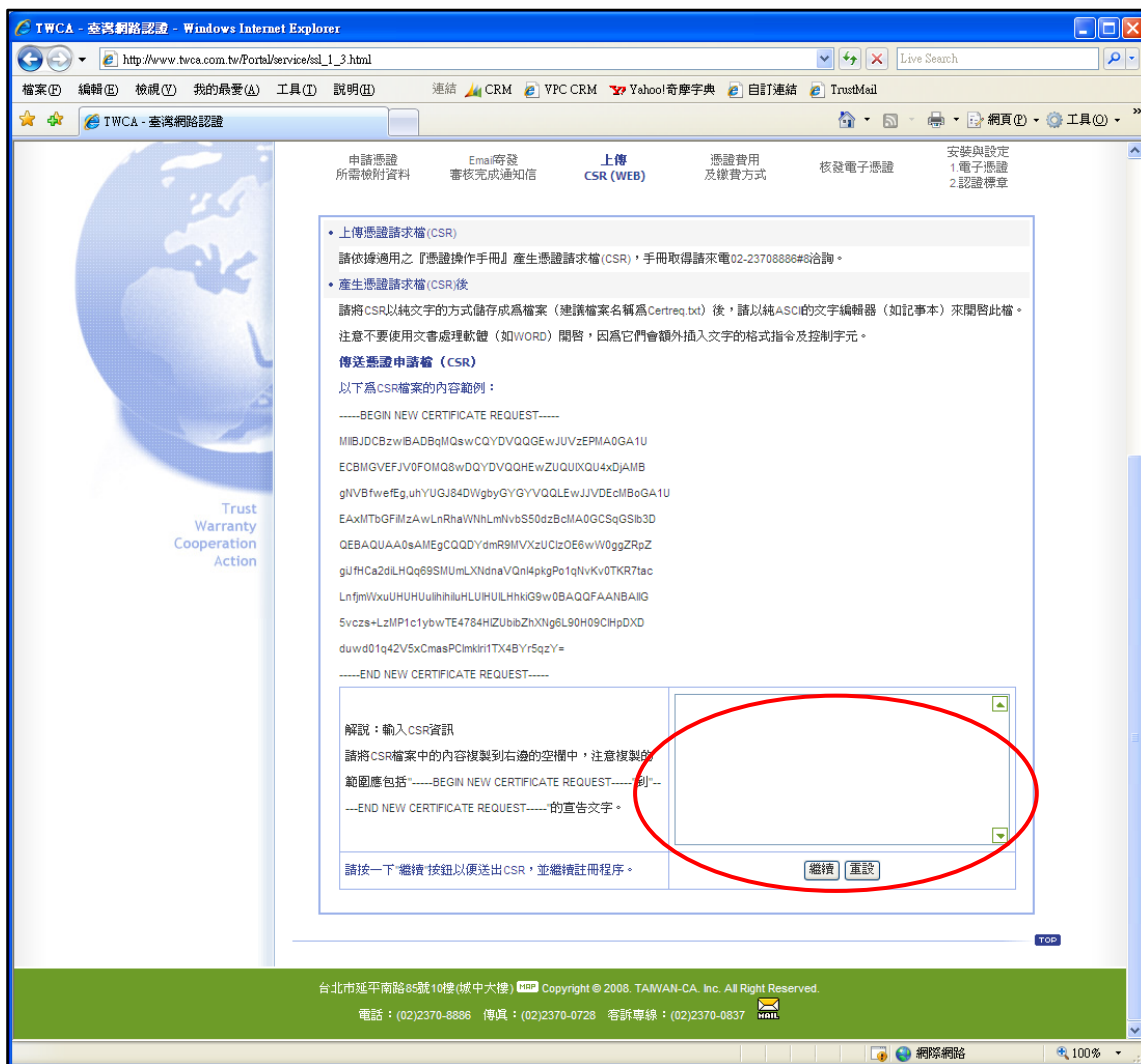 TWCA - 臺灣網路認證 - Windows Internet Explorer
http://www.twca.com.tw/Portal/service/ssl_1_3.html
Live Search
檔案(F) 編輯(E) 檢視(V) 我的最愛(A) 工具(T) 說明(H) 連結 CRM VPC CRM Yahoo!奇摩字典 自訂連結 TrustMail
TWCA - 臺灣網路認證
網頁(P) 工具(O)
申請憑證
所需檢附資料
Email寄發
審核完成通知信
上傳
CSR (WEB)
憑證費用
及繳費方式
核發電子憑證
安裝與設定
1.電子憑證
2.認證標章
Trust
Warranty
Cooperation
Action
上傳憑證請求檔(CSR)
請依據適用之『憑證操作手冊』產生憑證請求檔(CSR)，手冊取得請來電02-23708886#8洽詢。
產生憑證請求檔(CSR)後
請將CSR以純文字的方式儲存成為檔案（建議檔案名稱為Certreq.txt）後，請以純ASCII的文字編輯器（如記事本）來開啓此檔。
注意不要使用文書處理軟體（如WORD）開啓，因為它們會額外插入文字的格式指令及控制字元。
傳送憑證申請檔（CSR）
以下為CSR檔案的內容範例：
-----BEGIN NEW CERTIFICATE REQUEST-----
MIIBJDCBzwIBADBqMQswCQYDVQQGEwJUVzEPMA0GA1U
ECBMGVEFJV0FOMQ8wDQYDVQQHEwZUQUlXQU4xDjAMB
gNVBfwefEg,uhYUGJ84DWgbyGYGYVQQLEwJJVDEcMBoGA1U
EAxMTbGFiMzAwLnRhaWNhLmNvbS50dzBcMA0GCSqGSIb3D
QEBAQUAA0sAMEgCQQDYdmR9MVXzUClzOE6wW0ggZRpZ
giJfHCa2diLHQq69SMUmLXNdnaVQnl4pkgPo1qNvKv0TKR7tac
LnfjmWxuUHUHUulihihiluHLUIHUILHhkiG9w0BAQQFAANBAIIG
5vczs+LzMP1c1ybwTE4784HlZUbibZhXNg6L90H09CIHpDXD
duwd01q42V5xCmasPCImkIri1TX4BYr5qzY=
-----END NEW CERTIFICATE REQUEST-----
解說：輸入CSR資訊
請將CSR檔案中的內容複製到右邊的空欄中，注意複製的
範圍應包括"-----BEGIN NEW CERTIFICATE REQUEST-----"到"--
---END NEW CERTIFICATE REQUEST-----"的宣告文字。
請按一下"繼續"按鈕以便送出CSR，並繼續註冊程序。
繼續 重設
TOP
台北市延平南路85號10樓(城中大樓) MAP Copyright © 2008. TAIWAN-CA. Inc. All Right Reserved.
電話：(02)2370-8886 傳真：(02)2370-0728 客訴專線：(02)2370-0837 MAIL
網際網路 100%